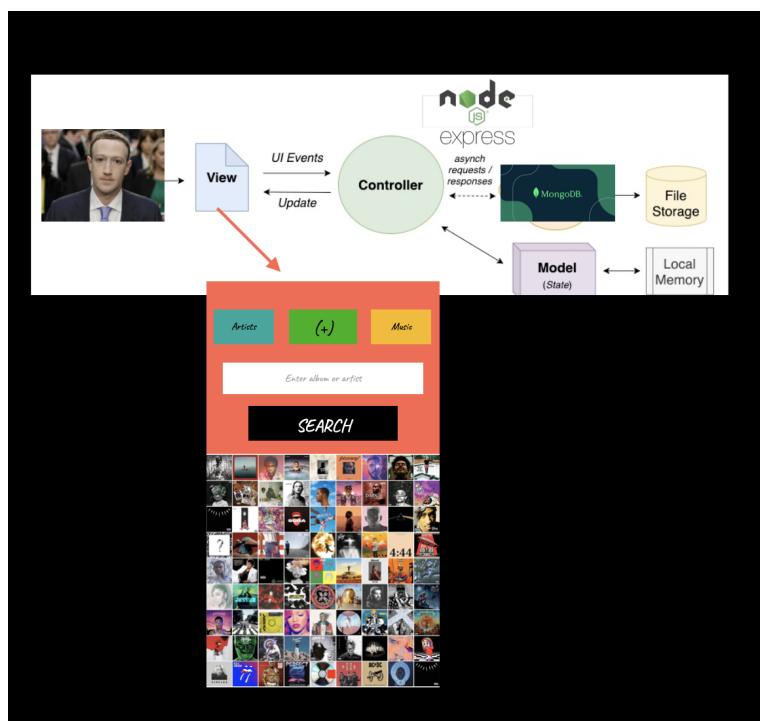 node
JS
express
UI Events
View
Update
Controller
asynch
requests /
responses
MongoDB.
File
Storage
Model
(State)
Local
Memory
Artists
(+)
Music
Enter album or artist
SEARCH
?
4:44